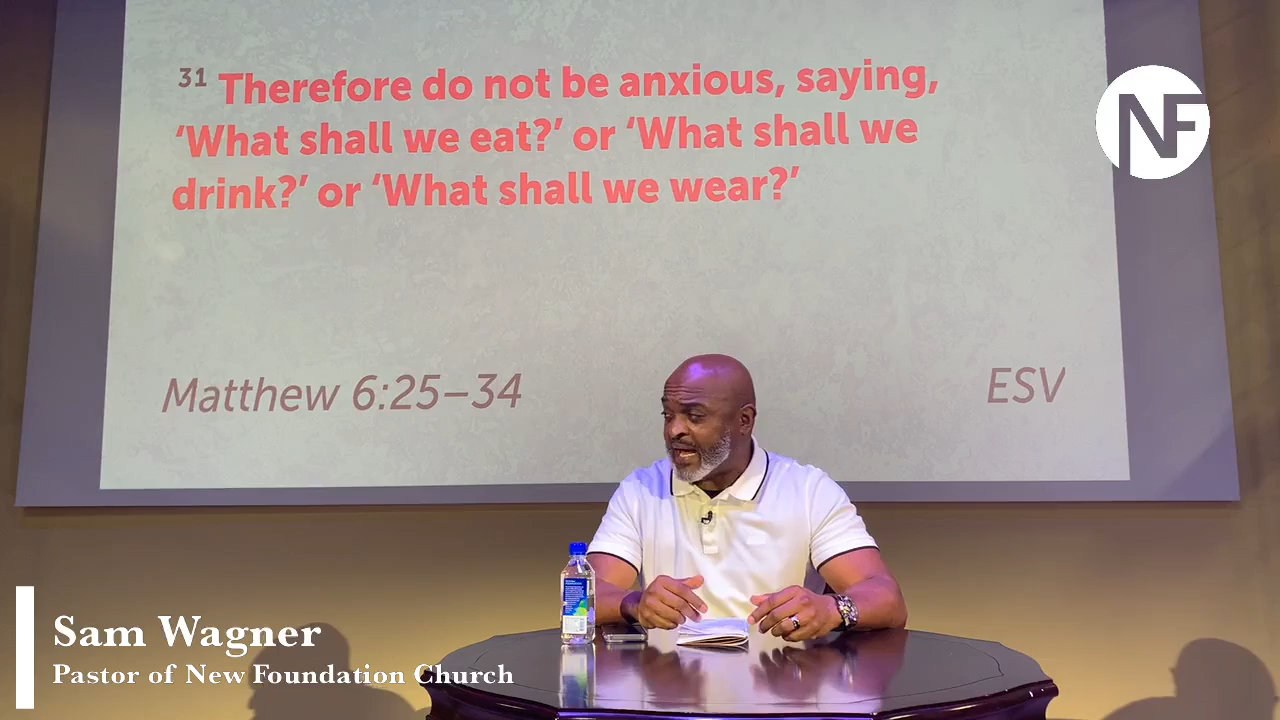 31 Therefore do not be anxious, saying,
‘What shall we eat?’ or ‘What shall we
drink?’ or ‘What shall we wear?’
Matthew 6:25–34
ESV
NF
Sam Wagner
Pastor of New Foundation Church